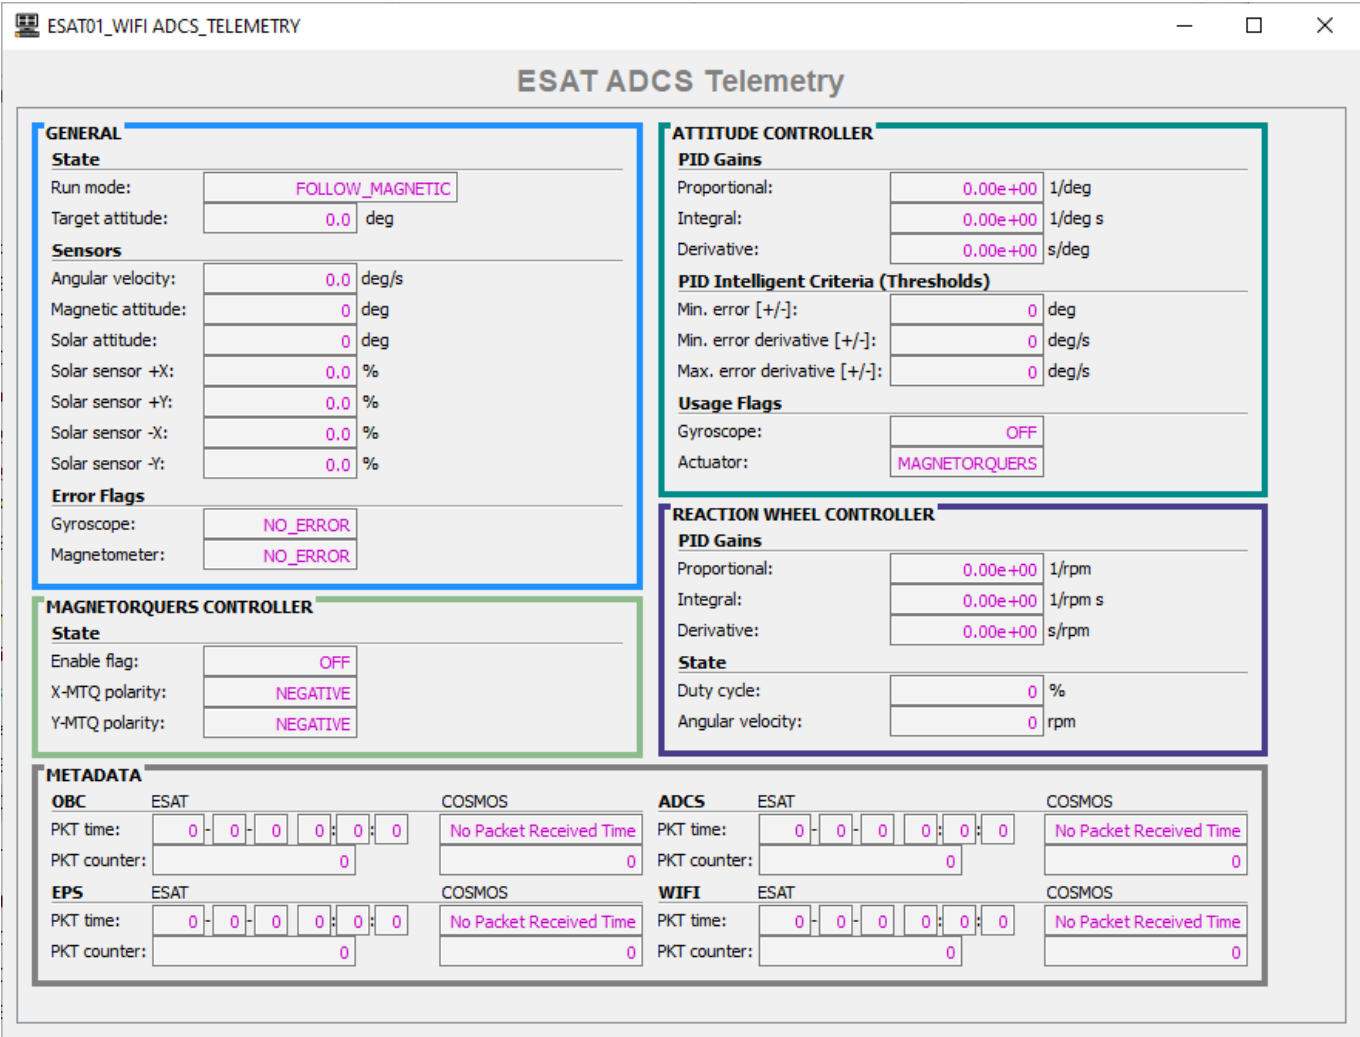 ESAT01_WIFI ADCS_TELEMETRY
ESAT ADCS Telemetry
GENERAL
State
Run mode: FOLLOW_MAGNETIC
Target attitude: 0.0 deg
Sensors
Angular velocity: 0.0 deg/s
Magnetic attitude: 0 deg
Solar attitude: 0 deg
Solar sensor +X: 0.0 %
Solar sensor +Y: 0.0 %
Solar sensor -X: 0.0 %
Solar sensor -Y: 0.0 %
Error Flags
Gyroscope: NO_ERROR
Magnetometer: NO_ERROR
MAGNETORQUERS CONTROLLER
State
Enable flag: OFF
X-MTQ polarity: NEGATIVE
Y-MTQ polarity: NEGATIVE
ATTITUDE CONTROLLER
PID Gains
Proportional: 0.00e+00 1/deg
Integral: 0.00e+00 1/deg s
Derivative: 0.00e+00 s/deg
PID Intelligent Criteria (Thresholds)
Min. error [+/-]: 0 deg
Min. error derivative [+/-]: 0 deg/s
Max. error derivative [+/-]: 0 deg/s
Usage Flags
Gyroscope: OFF
Actuator: MAGNETORQUERS
REACTION WHEEL CONTROLLER
PID Gains
Proportional: 0.00e+00 1/rpm
Integral: 0.00e+00 1/rpm s
Derivative: 0.00e+00 s/rpm
State
Duty cycle: 0 %
Angular velocity: 0 rpm
METADATA
OBC ESAT COSMOS
PKT time: 0 - 0 - 0 0 : 0 : 0 No Packet Received Time
PKT counter: 0 0
EPS ESAT COSMOS
PKT time: 0 - 0 - 0 0 : 0 : 0 No Packet Received Time
PKT counter: 0 0
ADCS ESAT COSMOS
PKT time: 0 - 0 - 0 0 : 0 : 0 No Packet Received Time
PKT counter: 0 0
WIFI ESAT COSMOS
PKT time: 0 - 0 - 0 0 : 0 : 0 No Packet Received Time
PKT counter: 0 0